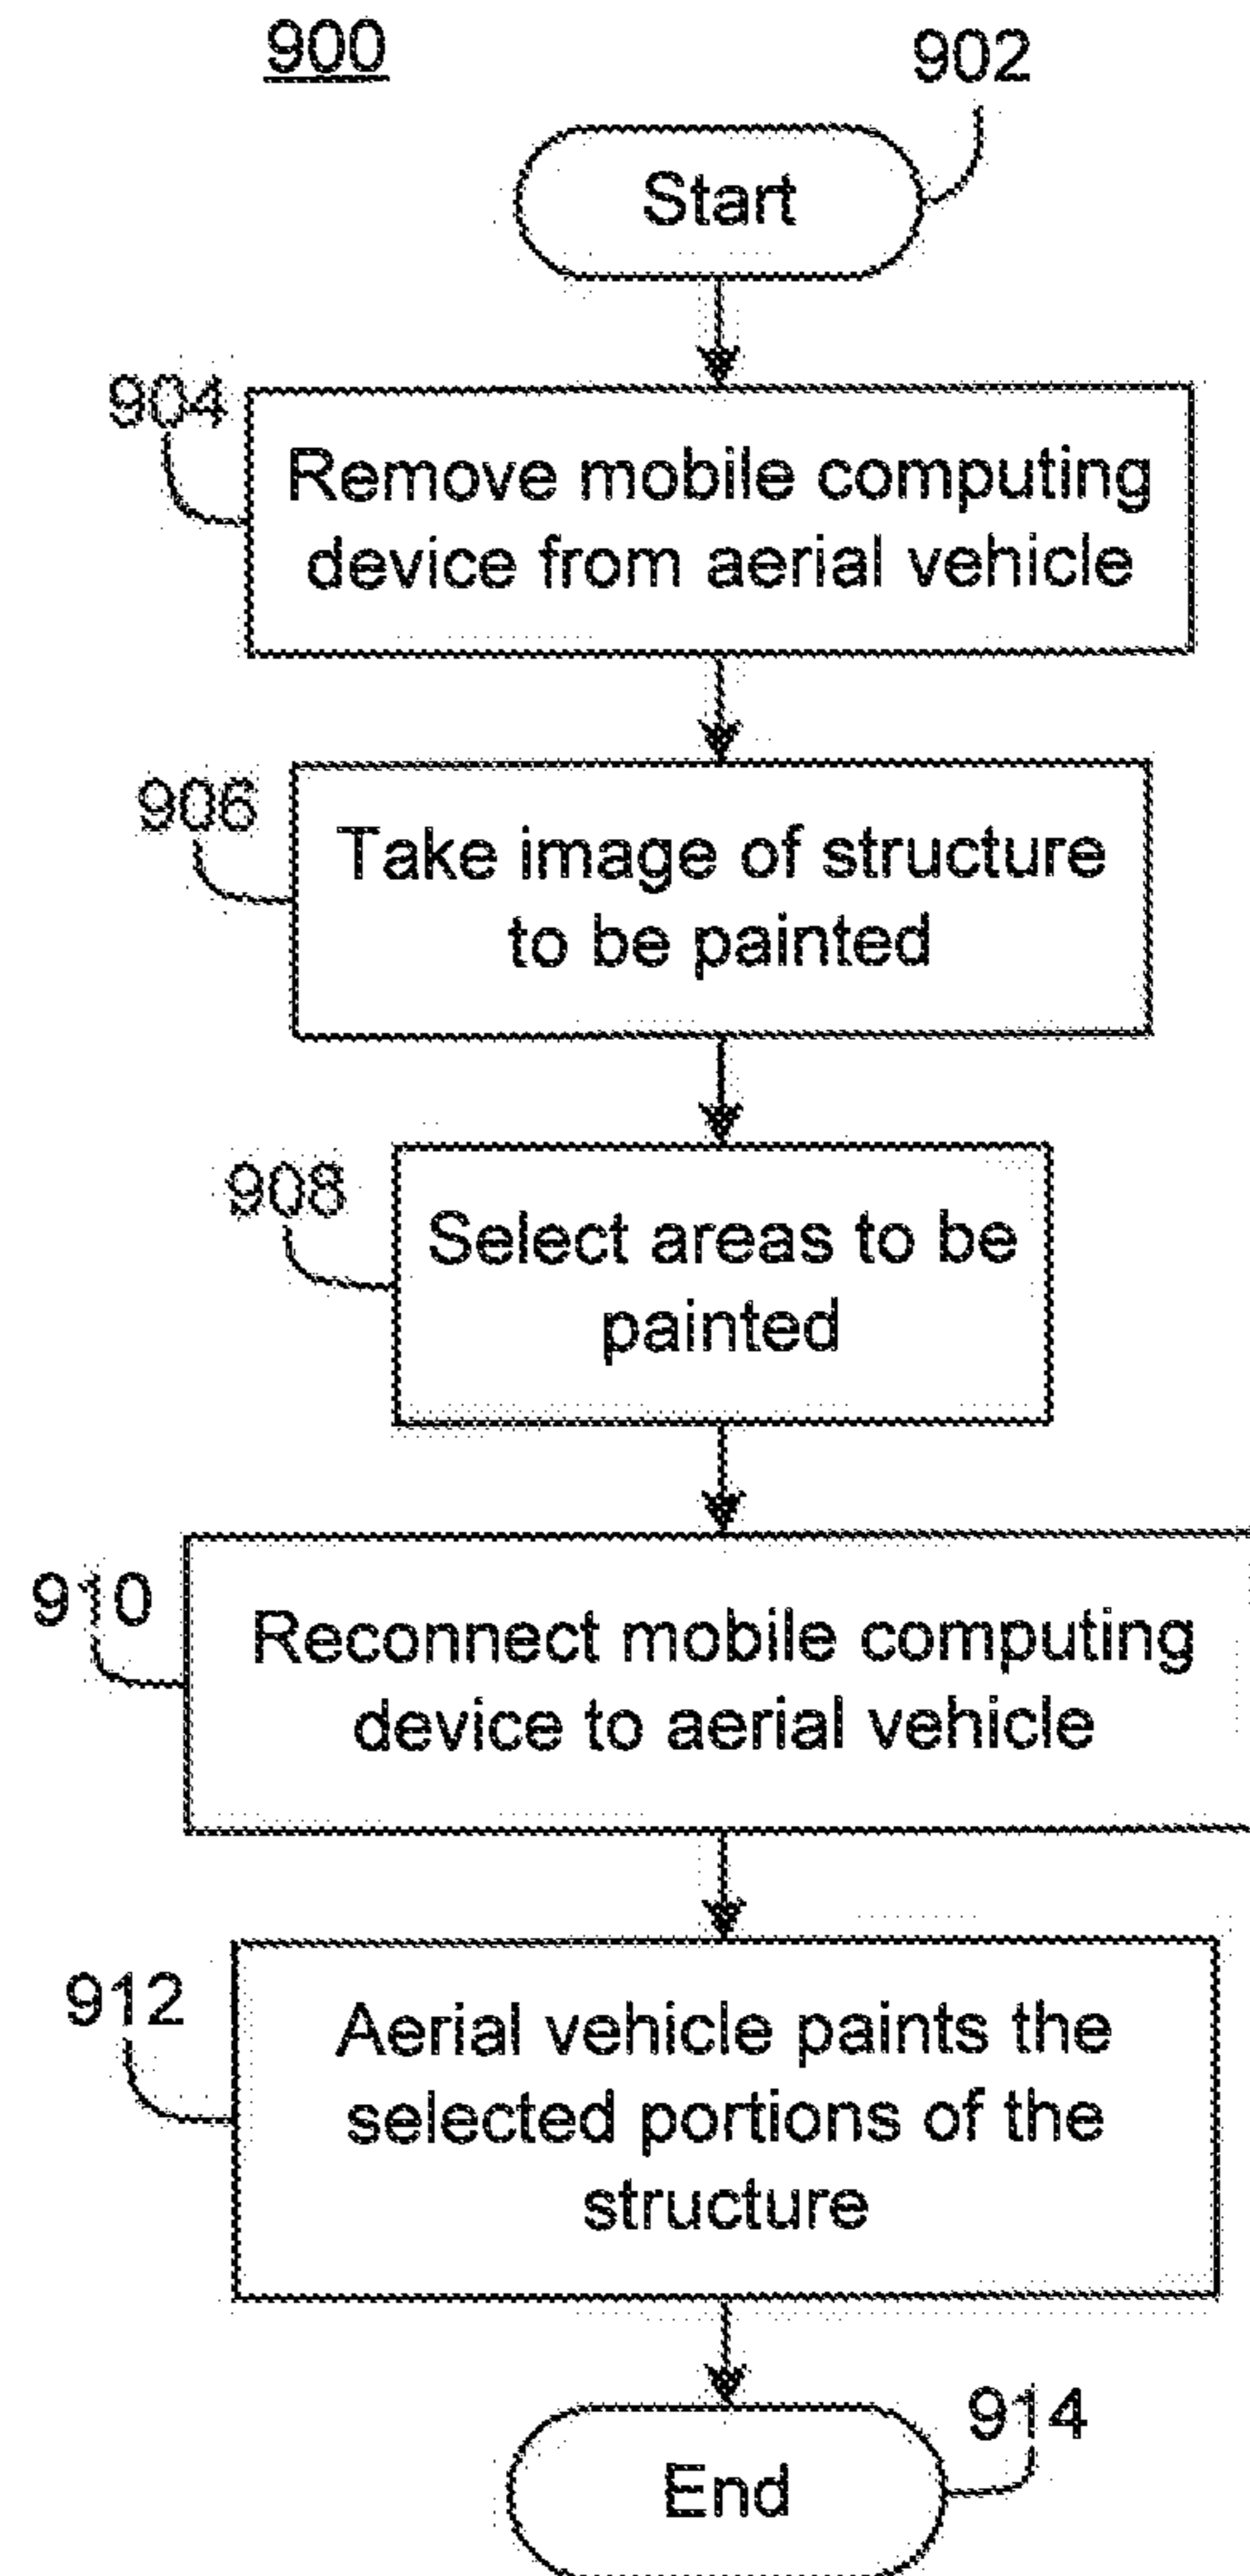 900
902
Start
904
Remove mobile computing
device from aerial vehicle
906
Take image of structure
to be painted
908
Select areas to be
painted
910
Reconnect mobile computing
device to aerial vehicle
912
Aerial vehicle paints the
selected portions of the
structure
914
End